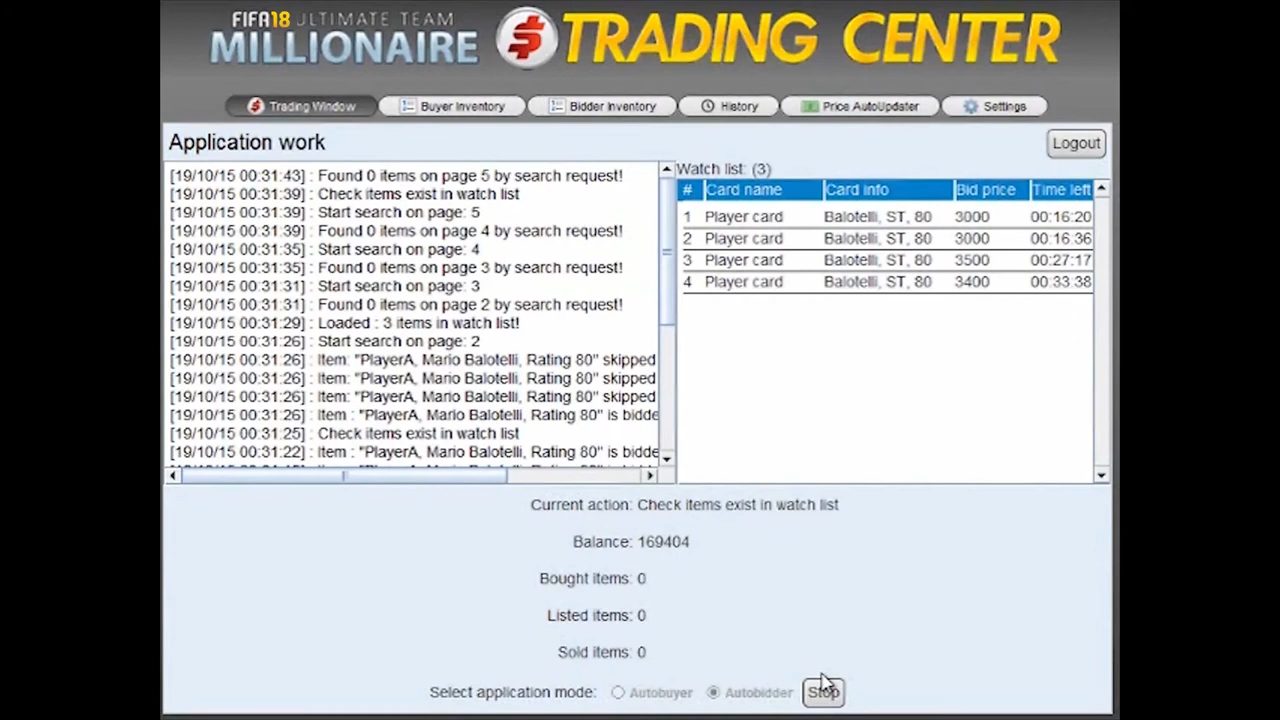 FIFA18 ULTIMATE TEAM
MILLIONAIRE TRADING CENTER
Trading Window
Buyer Inventory
Bidder Inventory
History
Price AutoUpdater
Settings
Application work
Logout
[19/10/15 00:31:43] : Found 0 items on page 5 by search request!
[19/10/15 00:31:39] : Check items exist in watch list
[19/10/15 00:31:39] : Start search on page: 5
[19/10/15 00:31:39] : Found 0 items on page 4 by search request!
[19/10/15 00:31:35] : Start search on page: 4
[19/10/15 00:31:35] : Found 0 items on page 3 by search request!
[19/10/15 00:31:31] : Start search on page: 3
[19/10/15 00:31:31] : Found 0 items on page 2 by search request!
[19/10/15 00:31:29] : Loaded : 3 items in watch list!
[19/10/15 00:31:26] : Start search on page: 2
[19/10/15 00:31:26] : Item: "PlayerA, Mario Balotelli, Rating 80" skipped
[19/10/15 00:31:26] : Item: "PlayerA, Mario Balotelli, Rating 80" skipped
[19/10/15 00:31:26] : Item: "PlayerA, Mario Balotelli, Rating 80" skipped
[19/10/15 00:31:26] : Item : "PlayerA, Mario Balotelli, Rating 80" is bidde
[19/10/15 00:31:25] : Check items exist in watch list
[19/10/15 00:31:22] : Item : "PlayerA, Mario Balotelli, Rating 80" is bidde
Watch list: (3)
# Card name Card info Bid price Time left
1 Player card Balotelli, ST, 80 3000 00:16:20
2 Player card Balotelli, ST, 80 3000 00:16:36
3 Player card Balotelli, ST, 80 3500 00:27:17
4 Player card Balotelli, ST, 80 3400 00:33:38
Current action: Check items exist in watch list
Balance: 169404
Bought items: 0
Listed items: 0
Sold items: 0
Select application mode: Autobuyer Autobidder Stop